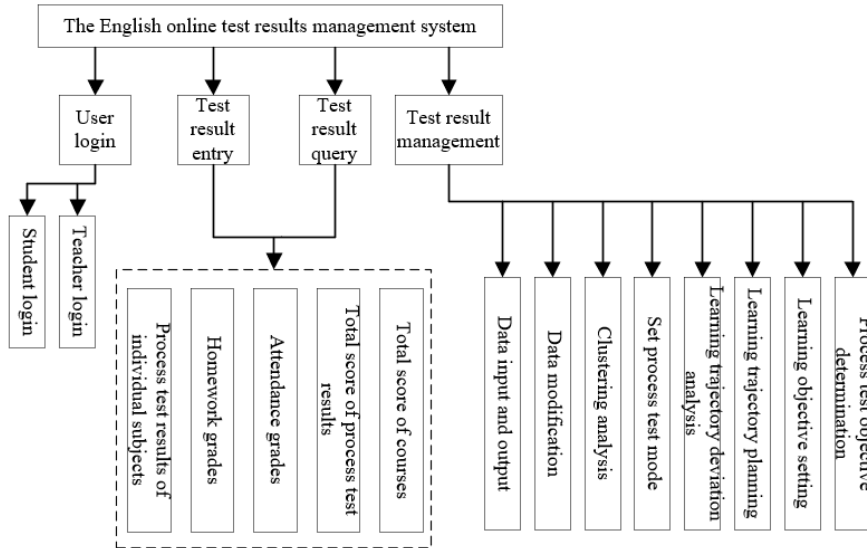 The English online test results management system
User
login
Test
result
entry
Test
result
query
Test result
management
Student login
Teacher login
Process test results of
individual subjects
Homework grades
Attendance grades
Total score of process test
results
Total score of courses
Data input and output
Data modification
Clustering analysis
Set process test mode
Learning trajectory deviation
analysis
Learning trajectory planning
Learning objective setting
Process test objective
determination